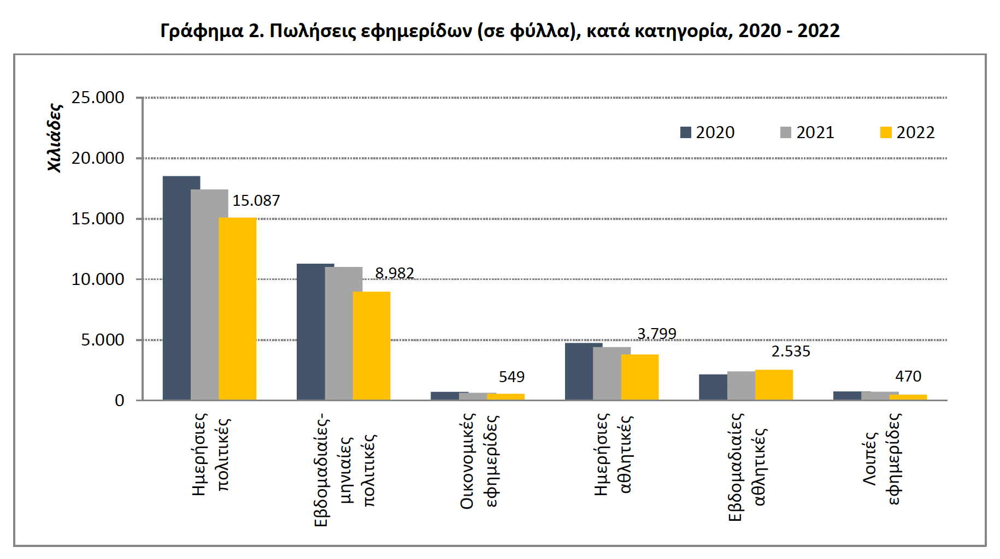 Γράφημα 2. Πωλήσεις εφημερίδων (σε φύλλα), κατά κατηγορία, 2020 - 2022
Χιλιάδες
25.000
20.000
15.000
10.000
5.000
0
2020
2021
2022
15.087
8.982
549
3.799
2.535
470
Ημερήσιες
πολιτικές
Εβδομαδιαίες-
μηνιαίες
πολιτικές
Οικονομικές
εφημερίδες
Ημερήσιες
αθλητικές
Εβδομαδιαίες
αθλητικές
Λοιπές
εφημερίδες